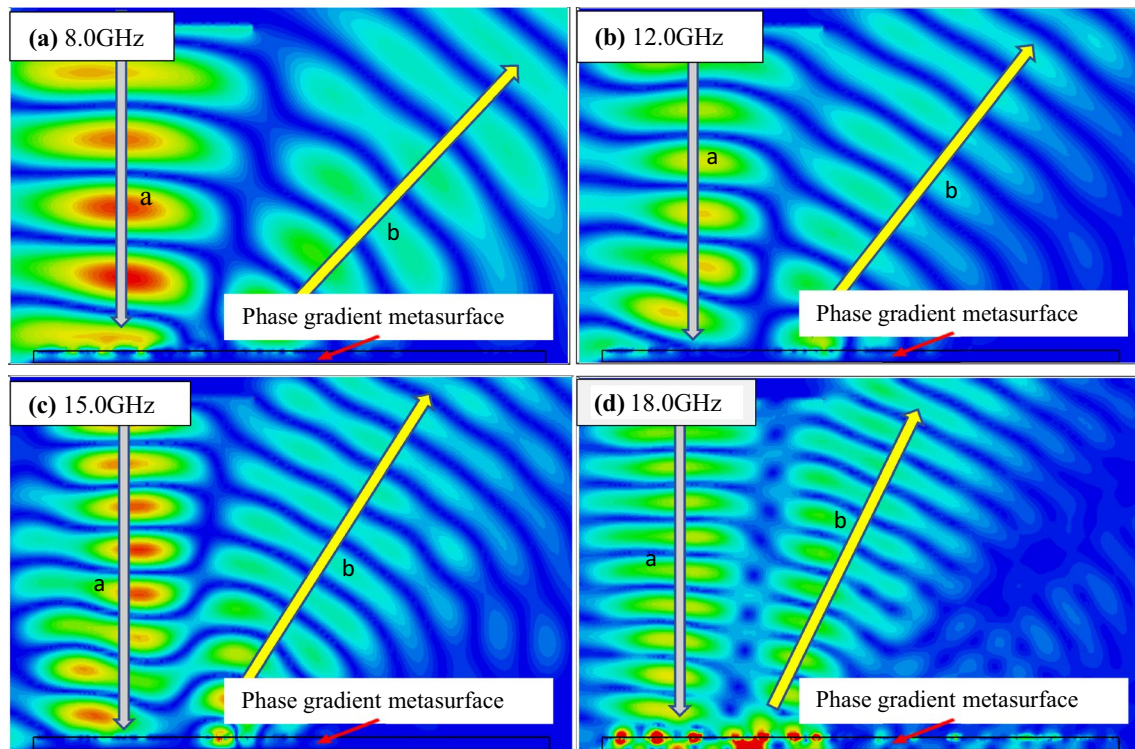 (a) 8.0GHz
a
b
Phase gradient metasurface
(b) 12.0GHz
a
b
Phase gradient metasurface
(c) 15.0GHz
a
b
Phase gradient metasurface
(d) 18.0GHz
a
b
Phase gradient metasurface